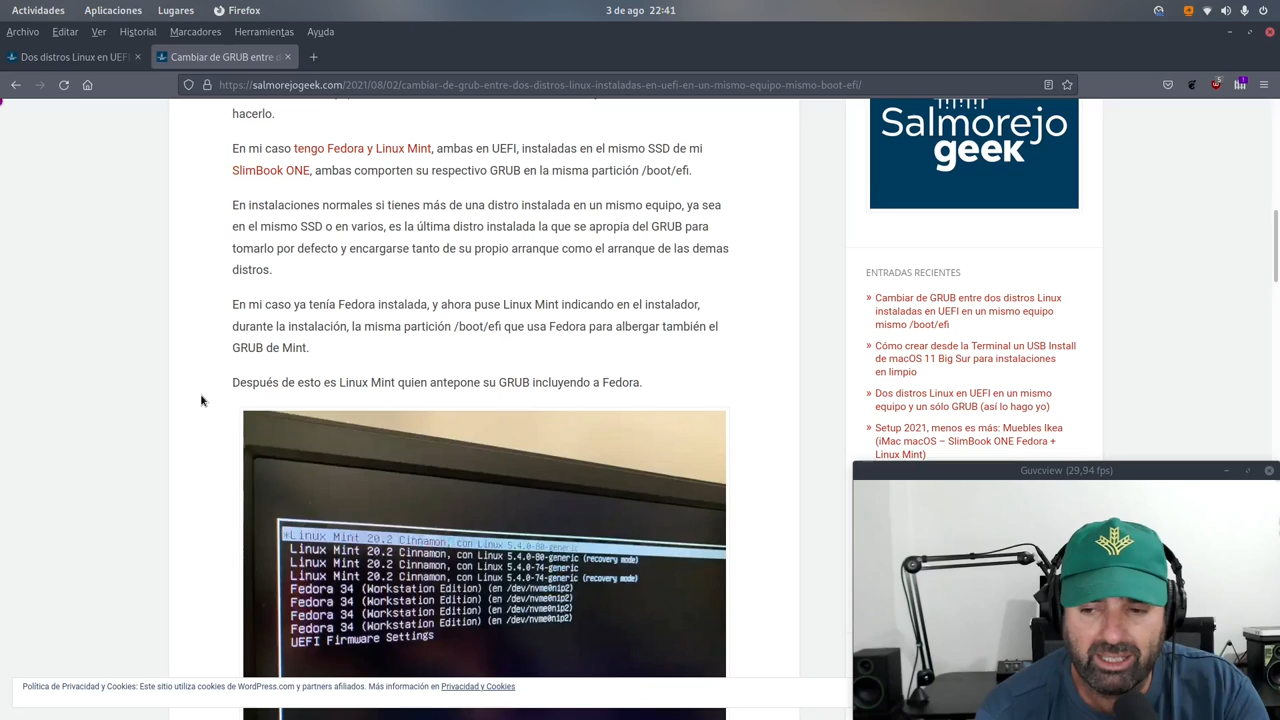 Actividades Aplicaciones Lugares Firefox 3 de ago 22:41
Archivo Editar Ver Historial Marcadores Herramientas Ayuda
Dos distros Linux en UEFI Cambiar de GRUB entre d
https://salmorejogeek.com/2021/08/02/cambiar-de-grub-entre-dos-distros-linux-instaladas-en-uefi-en-un-mismo-equipo-mismo-boot-efi/
hacerlo.
En mi caso tengo Fedora y Linux Mint, ambas en UEFI, instaladas en el mismo SSD de mi
SlimBook ONE, ambas comporten su respectivo GRUB en la misma partición /boot/efi.
En instalaciones normales si tienes más de una distro instalada en un mismo equipo, ya sea
en el mismo SSD o en varios, es la última distro instalada la que se apropia del GRUB para
tomarlo por defecto y encargarse tanto de su propio arranque como el arranque de las demas
distros.
En mi caso ya tenía Fedora instalada, y ahora puse Linux Mint indicando en el instalador,
durante la instalación, la misma partición /boot/efi que usa Fedora para albergar también el
GRUB de Mint.
Después de esto es Linux Mint quien antepone su GRUB incluyendo a Fedora.
*Linux Mint 20.2 Cinnamon, con Linux 5.4.0-80-generic
Linux Mint 20.2 Cinnamon, con Linux 5.4.0-80-generic (recovery mode)
Linux Mint 20.2 Cinnamon, con Linux 5.4.0-74-generic
Linux Mint 20.2 Cinnamon, con Linux 5.4.0-74-generic (recovery mode)
Fedora 34 (Workstation Edition) (en /dev/nvme0n1p2)
Fedora 34 (Workstation Edition) (en /dev/nvme0n1p2)
Fedora 34 (Workstation Edition) (en /dev/nvme0n1p2)
Fedora 34 (Workstation Edition) (en /dev/nvme0n1p2)
UEFI Firmware Settings
Salmorejo
geek
ENTRADAS RECIENTES
» Cambiar de GRUB entre dos distros Linux
instaladas en UEFI en un mismo equipo
mismo /boot/efi
» Cómo crear desde la Terminal un USB Install
de macOS 11 Big Sur para instalaciones
en limpio
» Dos distros Linux en UEFI en un mismo
equipo y un sólo GRUB (así lo hago yo)
» Setup 2021, menos es más: Muebles Ikea
(iMac macOS – SlimBook ONE Fedora +
Linux Mint)
Guvcview (29,94 fps)
Política de Privacidad y Cookies: Este sitio utiliza cookies de WordPress.com y partners afiliados. Más información en Privacidad y Cookies